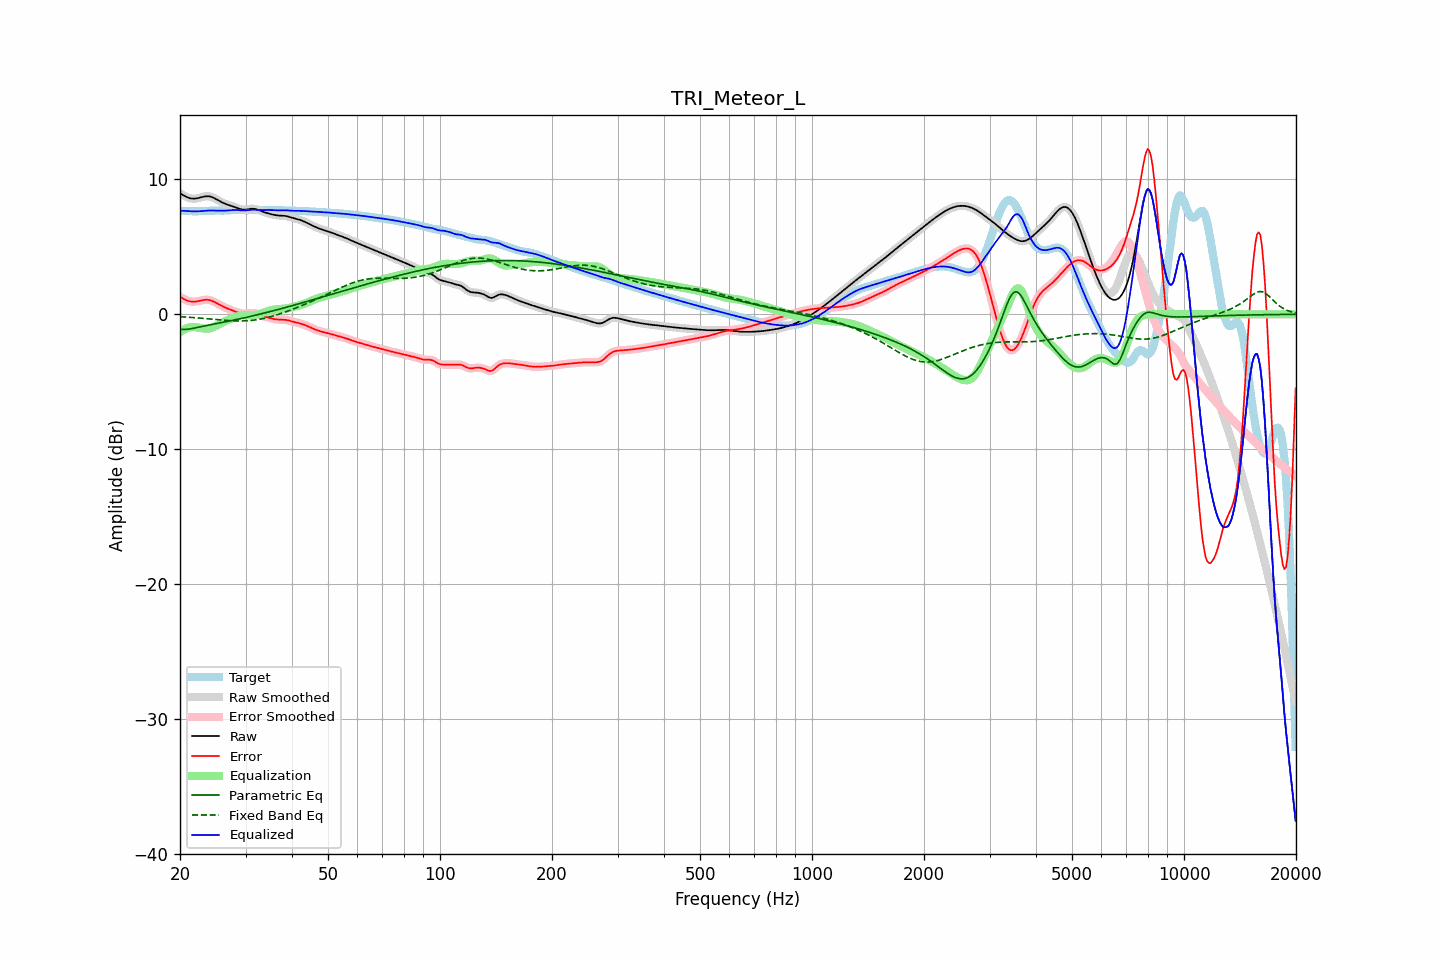 TRI_Meteor_L
Amplitude (dBr)
10
0
−10
−20
−30
−40
Target
Raw Smoothed
Error Smoothed
Raw
Error
Equalization
Parametric Eq
Fixed Band Eq
Equalized
20 50 100 200 500 1000 2000 5000 10000 20000
Frequency (Hz)